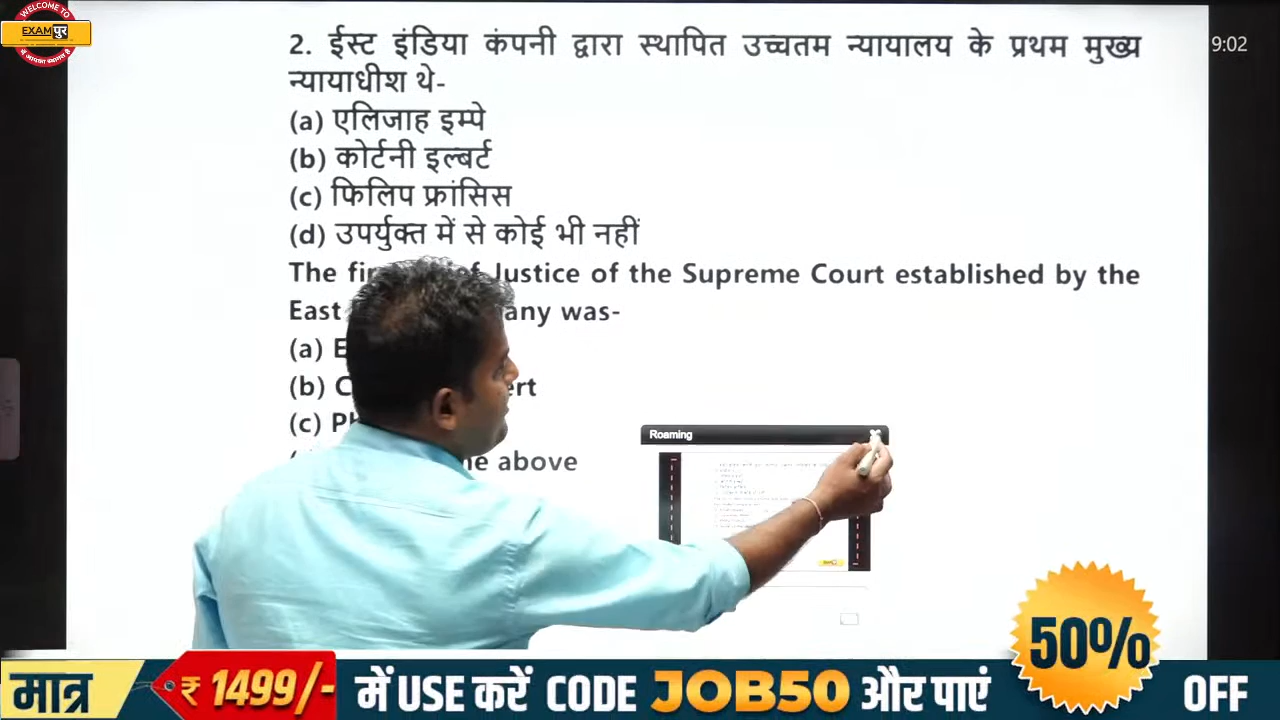 WELCOME TO
EXAMपुर
9:02
2. ईस्ट इंडिया कंपनी द्वारा स्थापित उच्चतम न्यायालय के प्रथम मुख्य
न्यायाधीश थे-
(a) एलिजाह इम्पे
(b) कोर्टनी इल्बर्ट
(c) फिलिप फ्रांसिस
(d) उपर्युक्त में से कोई भी नहीं
The Justice of the Supreme Court established by the
East was-
(a)
(b)
(c)
above
Roaming
मात्र ₹ 1499/- में USE करें CODE JOB50 और पाएं 50% OFF